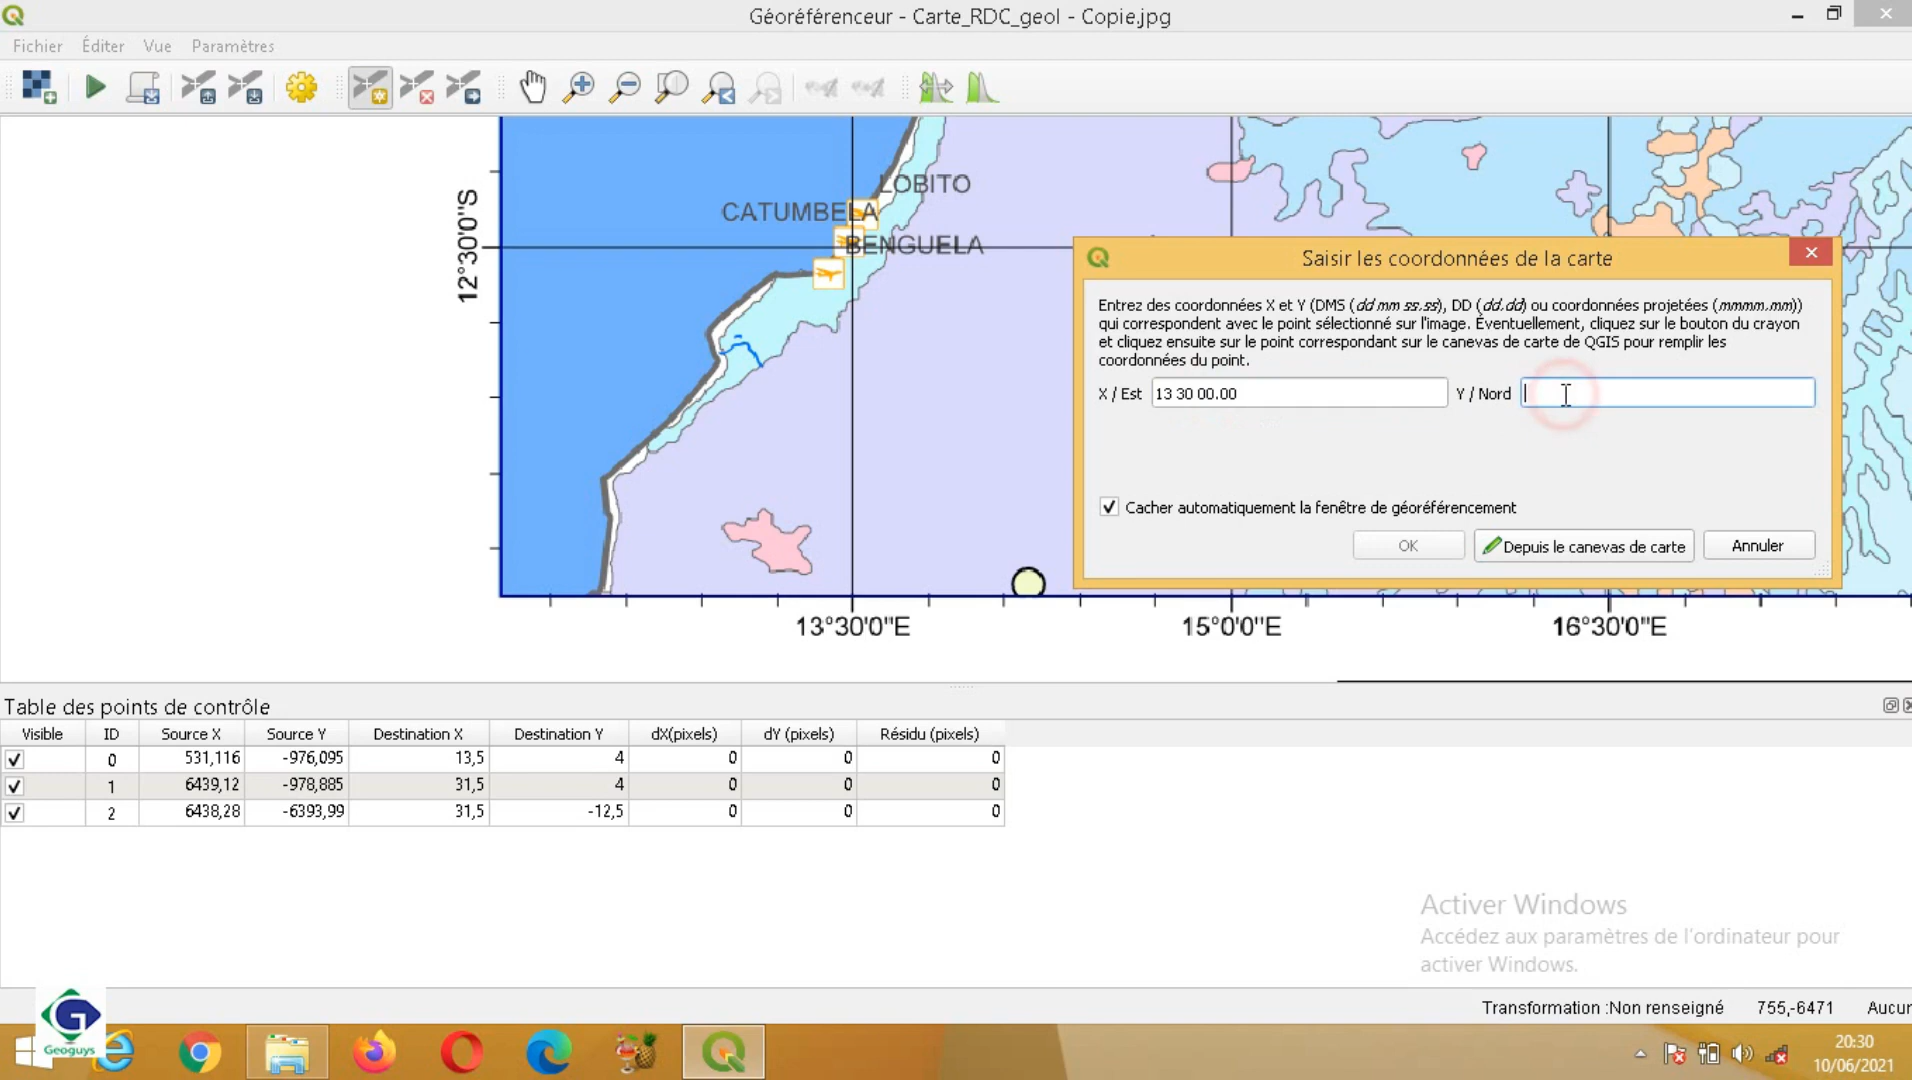 Géoréférenceur - Carte_RDC_geol - Copie.jpg
Fichier Éditer Vue Paramètres
LOBITO
CATUMBELA
BENGUELA
12°30'0"S
13°30'0"E 15°0'0"E 16°30'0"E
Saisir les coordonnées de la carte
Entrez des coordonnées X et Y (DMS (dd mm ss.ss), DD (dd.dd) ou coordonnées projetées (mmmm.mm))
qui correspondent avec le point sélectionné sur l'image. Éventuellement, cliquez sur le bouton du crayon
et cliquez ensuite sur le point correspondant sur le canevas de carte de QGIS pour remplir les
coordonnées du point.
X / Est 13 30 00.00 Y / Nord
Cacher automatiquement la fenêtre de géoréférencement
OK Depuis le canevas de carte Annuler
Table des points de contrôle
Visible ID Source X Source Y Destination X Destination Y dX(pixels) dY (pixels) Résidu (pixels)
0 531,116 -976,095 13,5 4 0 0 0
1 6439,12 -978,885 31,5 4 0 0 0
2 6438,28 -6393,99 31,5 -12,5 0 0 0
Activer Windows
Accédez aux paramètres de l'ordinateur pour
activer Windows.
Transformation :Non renseigné 755,-6471 Aucur
Geoguys
20:30
10/06/2021